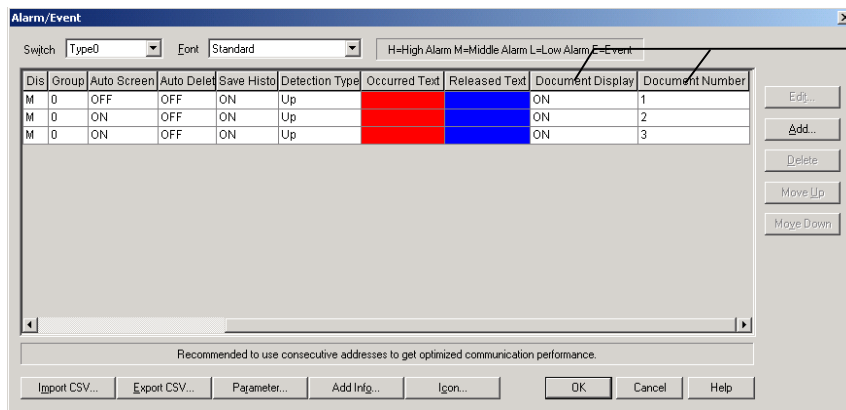 Alarm/Event
Switch Type0 Font Standard H=High Alarm M=Middle Alarm L=Low Alarm E=Event
Dis Group Auto Screen Auto Delet Save Histo Detection Type Occurred Text Released Text Document Display Document Number
M 0 OFF OFF ON Up ON 1
M 0 ON OFF ON Up ON 2
M 0 ON OFF ON Up ON 3
Edit...
Add...
Delete
Move Up
Move Down
Recommended to use consecutive addresses to get optimized communication performance.
Import CSV... Export CSV... Parameter... Add Info... Icon... OK Cancel Help